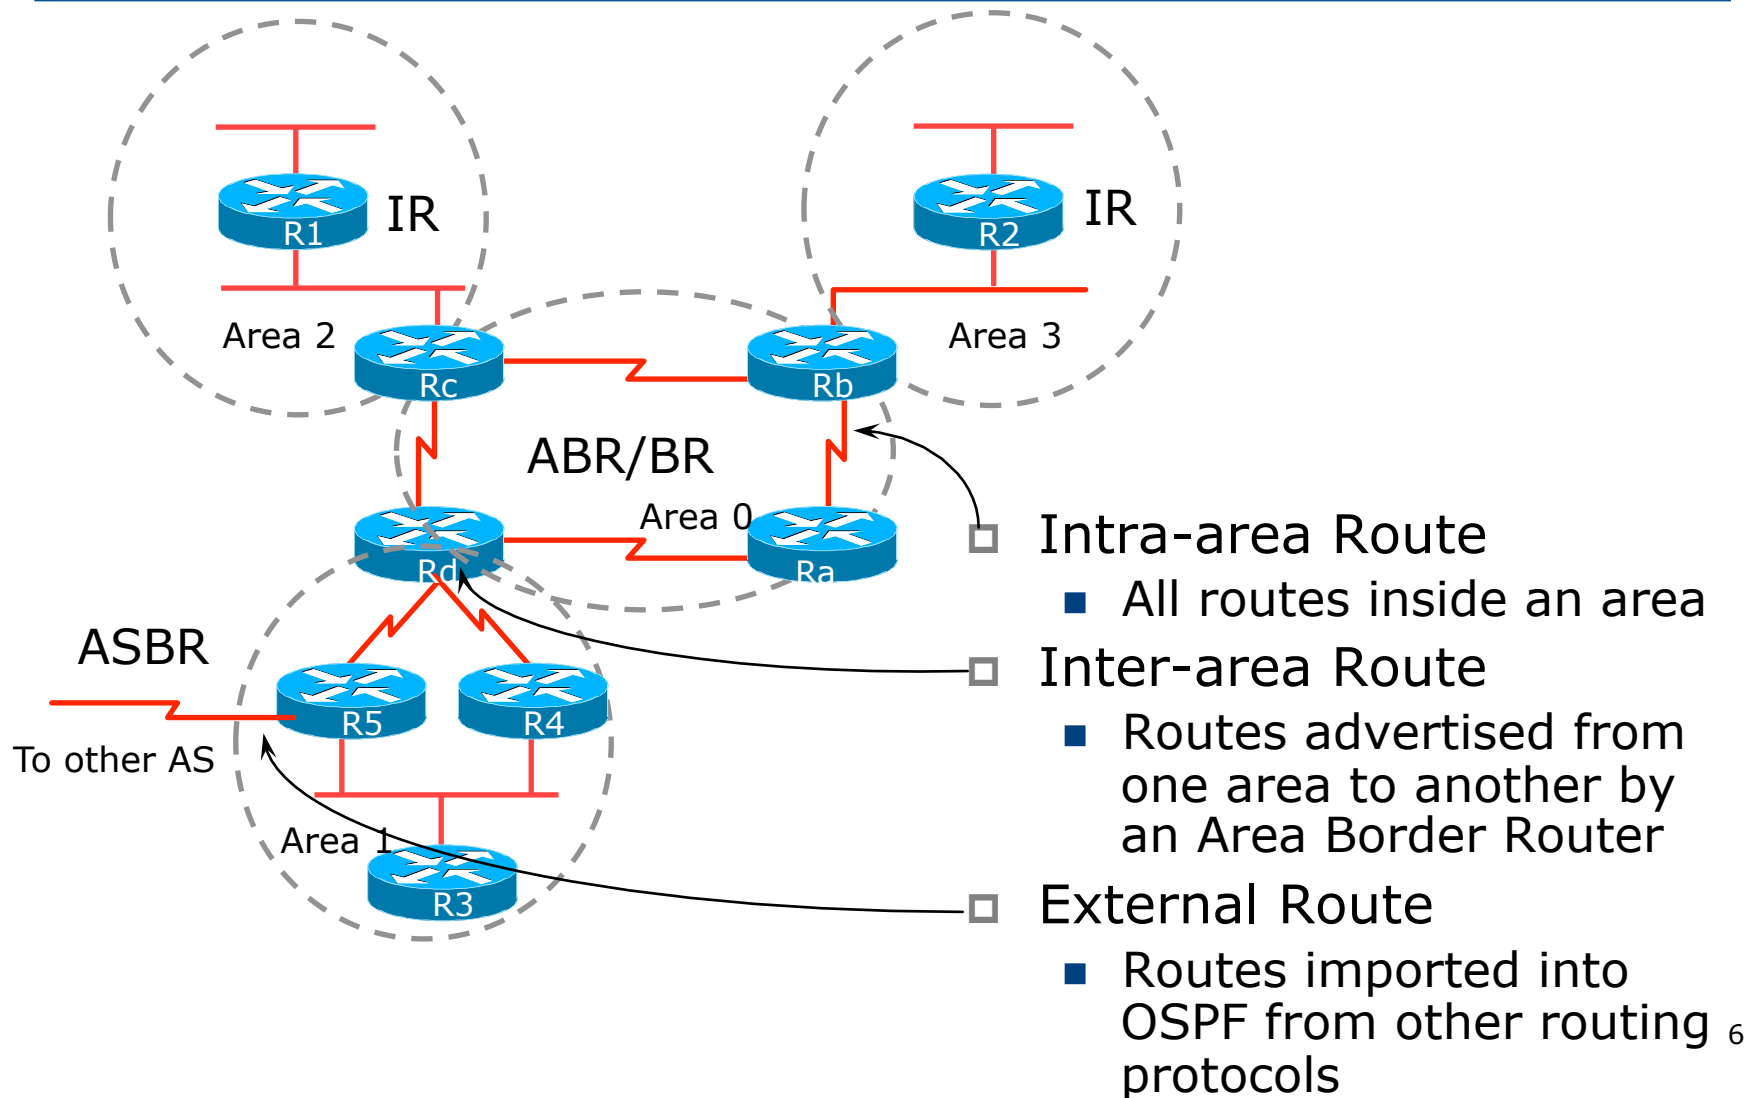 IR
R1
IR
R2
Area 2
Area 3
Rc
Rb
ABR/BR
Area 0
Rd
Ra
ASBR
R5
R4
To other AS
Area 1
R3
Intra-area Route
All routes inside an area
Inter-area Route
Routes advertised from
one area to another by
an Area Border Router
External Route
Routes imported into
OSPF from other routing
protocols
6